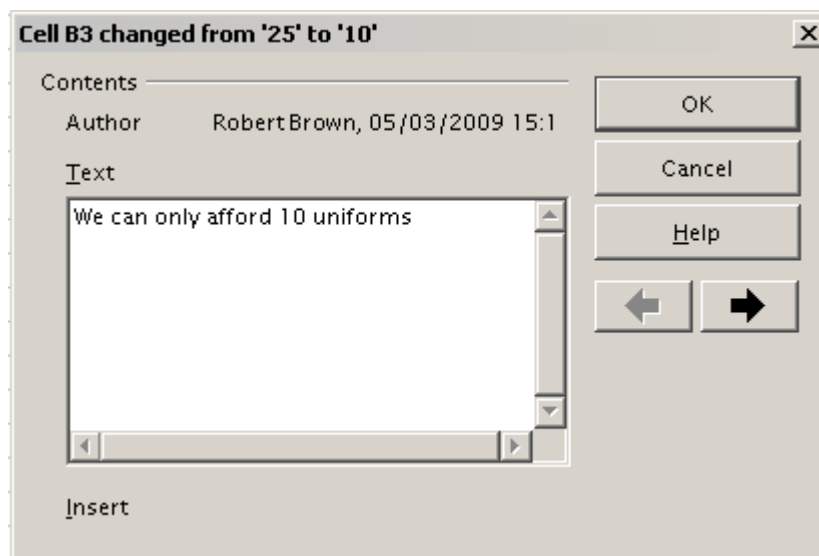 Cell B3 changed from '25' to '10'
Contents
Author Robert Brown, 05/03/2009 15:1
Text
We can only afford 10 uniforms
Insert
OK
Cancel
Help